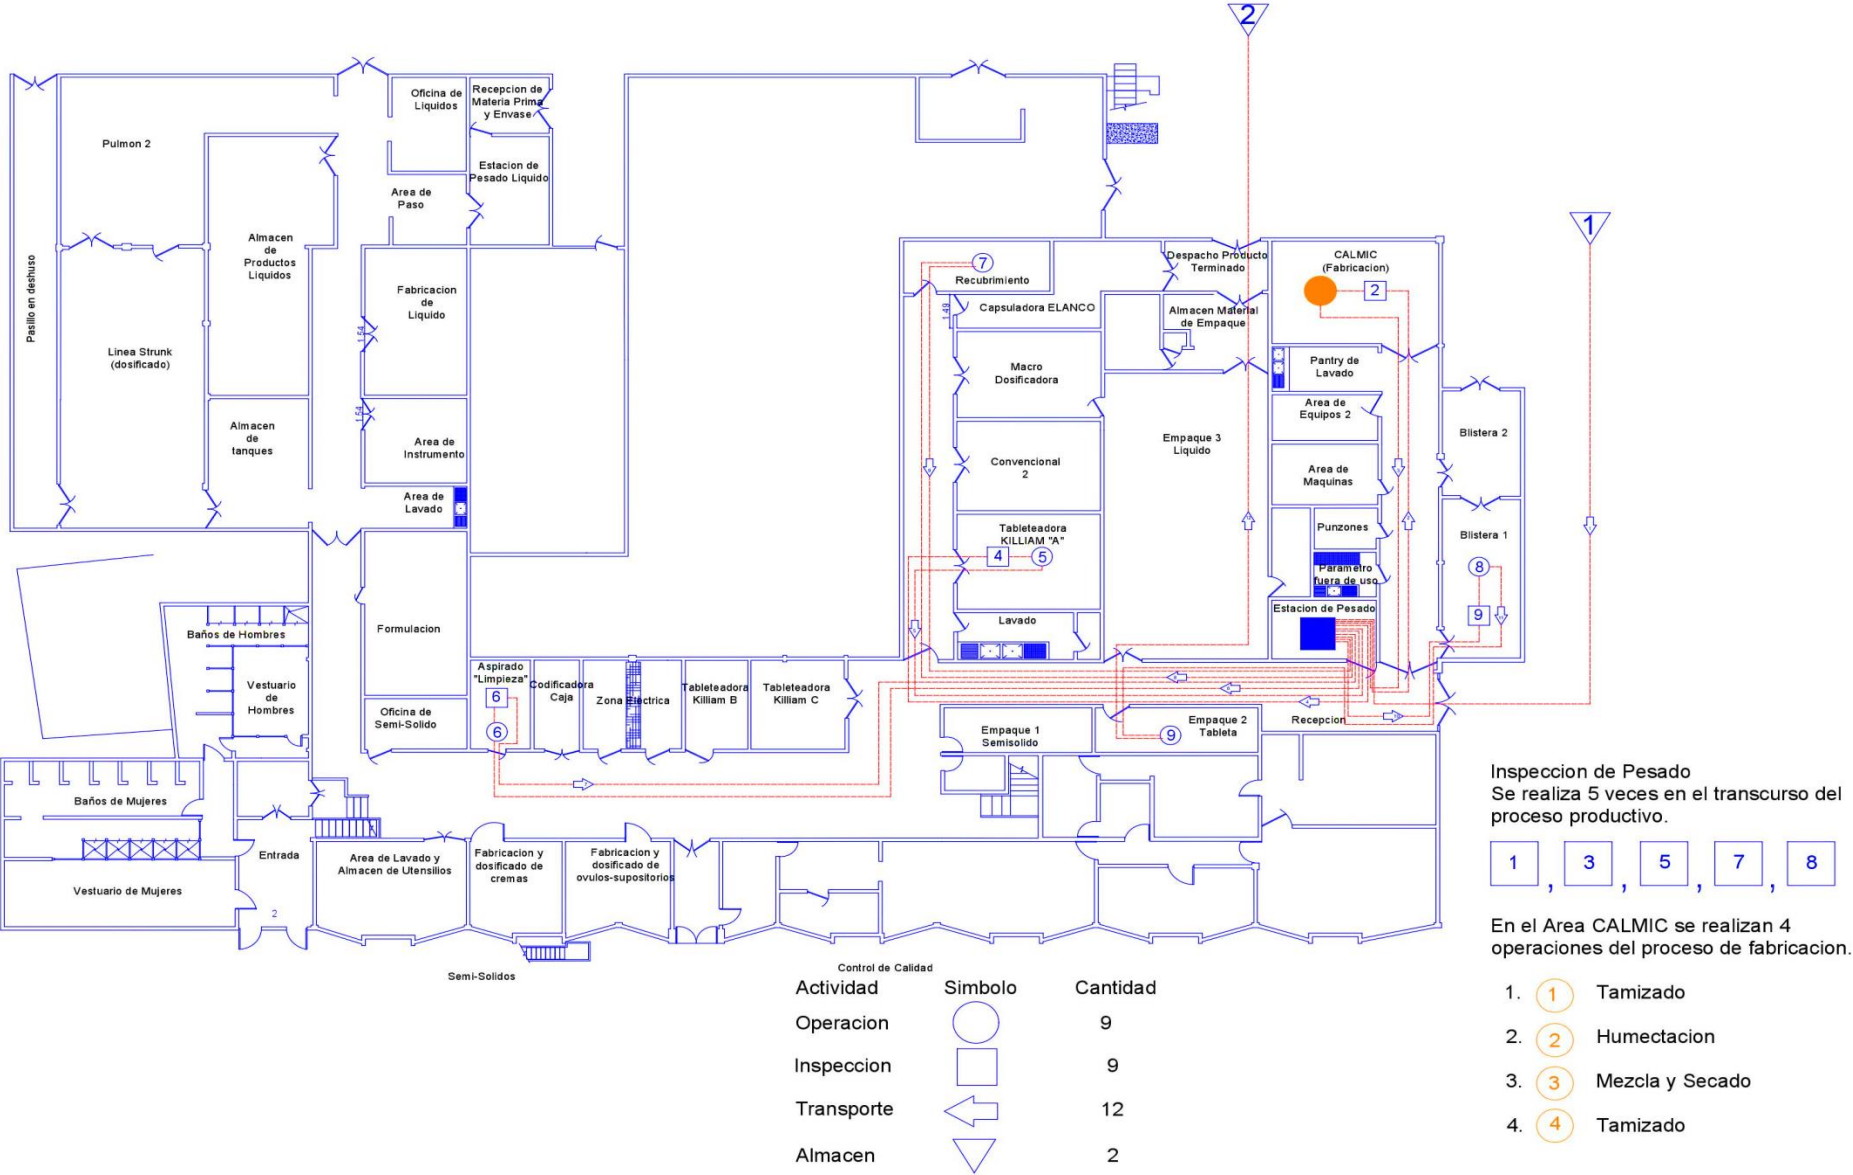 2
1
Oficina de
Liquidos
Recepcion de
Materia Prima
y Envase
Pulmon 2
Estacion de
Pesado Liquido
Area de
Paso
Almacen
de
Productos
Liquidos
Pasillo en deshuso
Fabricacion
de
Liquido
1.54
Linea Strunk
(dosificado)
Almacen
de
tanques
1.54
Area de
Instrumento
Area de
Lavado
7
Recubrimiento
Despacho Producto
Terminado
CALMIC
(Fabricacion)
2
Capsuladora ELANCO
1.49
Almacen Material
de Empaque
Macro
Dosificadora
Pantry de
Lavado
Area de
Equipos 2
Convencional
2
Empaque 3
Liquido
Area de
Maquinas
Blistera 2
Tableteadora
KILLIAM "A"
4
5
Punzones
Blistera 1
Parametro
fuera de uso
8
Estacion de Pesado
9
Lavado
Formulacion
Baños de Hombres
Vestuario
de
Hombres
Oficina de
Semi-Solido
Aspirado
"Limpieza"
6
6
Codificadora
Caja
Zona Electrica
Tableteadora
Killiam B
Tableteadora
Killiam C
Empaque 1
Semisolido
Empaque 2
Tableta
9
Recepcion
Baños de Mujeres
Entrada
2
Vestuario de Mujeres
Area de Lavado y
Almacen de Utensilios
Fabricacion y
dosificado de
cremas
Fabricacion y
dosificado de
ovulos-supositorios
Semi-Solidos
Control de Calidad
Inspeccion de Pesado
Se realiza 5 veces en el transcurso del
proceso productivo.
1 , 3 , 5 , 7 , 8
En el Area CALMIC se realizan 4
operaciones del proceso de fabricacion.
1. 1 Tamizado
2. 2 Humectacion
3. 3 Mezcla y Secado
4. 4 Tamizado
Actividad Simbolo Cantidad
Operacion 9
Inspeccion 9
Transporte 12
Almacen 2